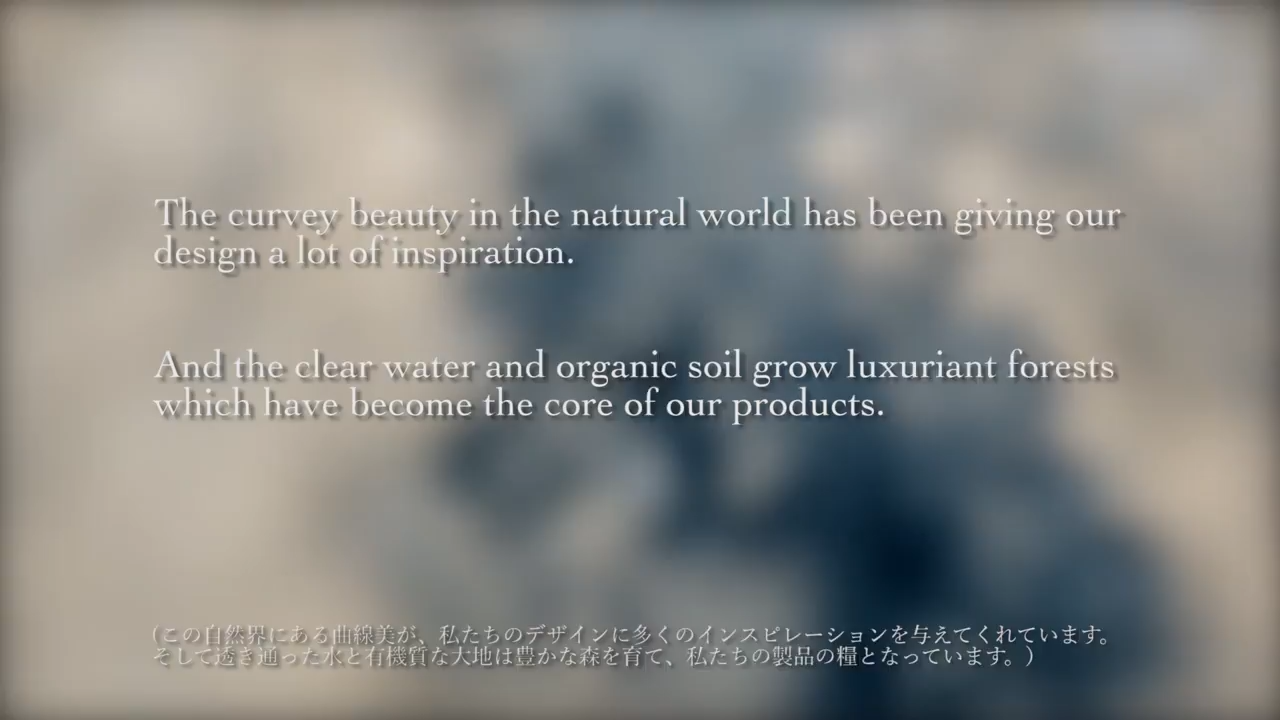 The curvey beauty in the natural world has been giving our
design a lot of inspiration.
And the clear water and organic soil grow luxuriant forests
which have become the core of our products.
(この自然界にある曲線美が、私たちのデザインに多くのインスピレーションを与えてくれています。
そして透き通った水と有機質な大地は豊かな森を育て、私たちの製品の糧となっています。)